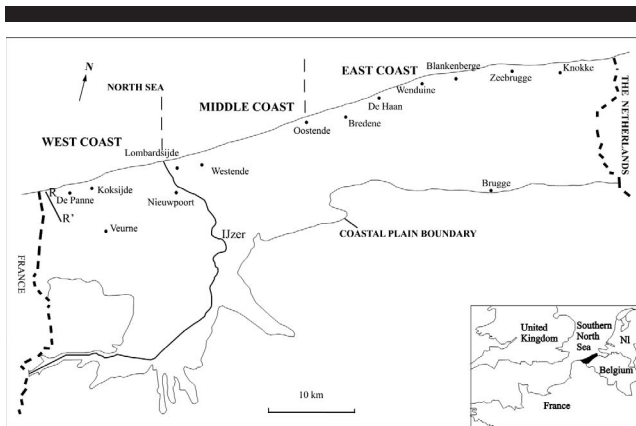 N
NORTH SEA
WEST COAST
MIDDLE COAST
EAST COAST
Blankenberge
Knokke
Zeebrugge
Wenduine
De Haan
Bredene
Oostende
THE NETHERLANDS
Lombardsijde
Westende
Nieuwpoort
Koksijde
De Panne
R
R'
Veurne
IJzer
Brugge
COASTAL PLAIN BOUNDARY
FRANCE
10 km
United
Kingdom
Southern
North
Sea
Nl
Belgium
France